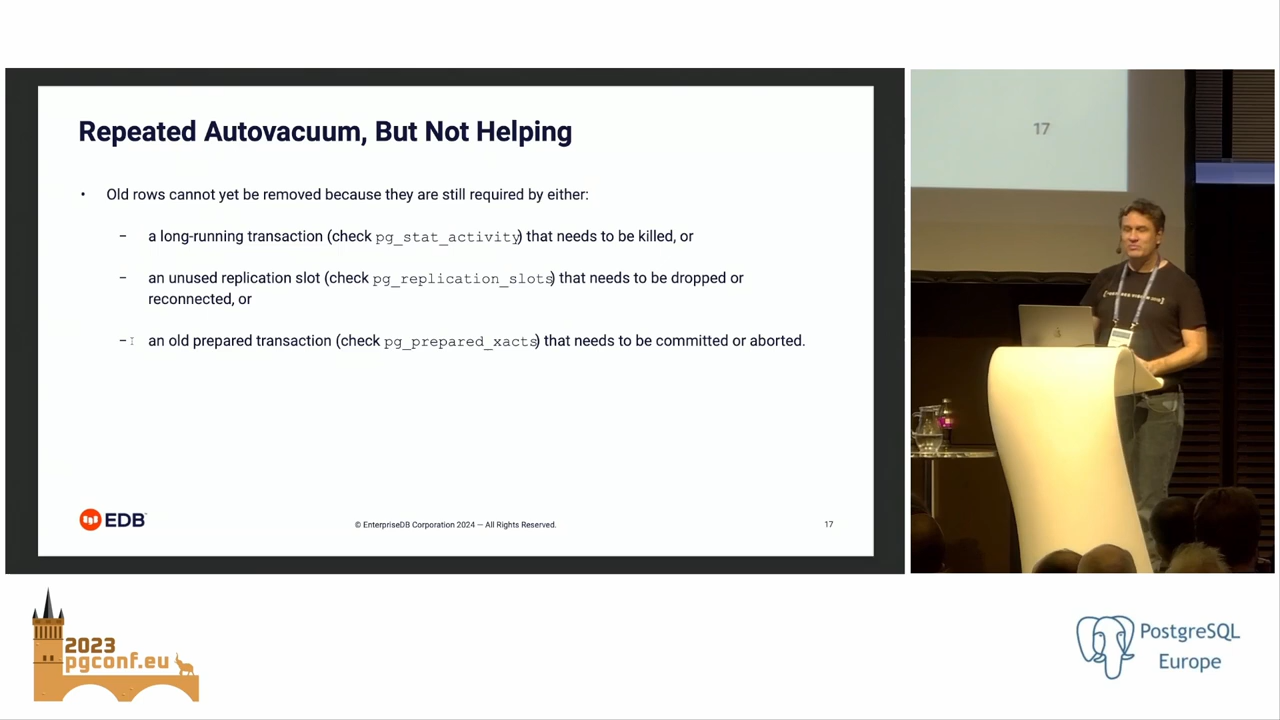 Repeated Autovacuum, But Not Helping
• Old rows cannot yet be removed because they are still required by either:
– a long-running transaction (check pg_stat_activity) that needs to be killed, or
– an unused replication slot (check pg_replication_slots) that needs to be dropped or
reconnected, or
– an old prepared transaction (check pg_prepared_xacts) that needs to be committed or aborted.
EDB™
© EnterpriseDB Corporation 2024 — All Rights Reserved.
17
17
2023
pgconf.eu
PostgreSQL
Europe